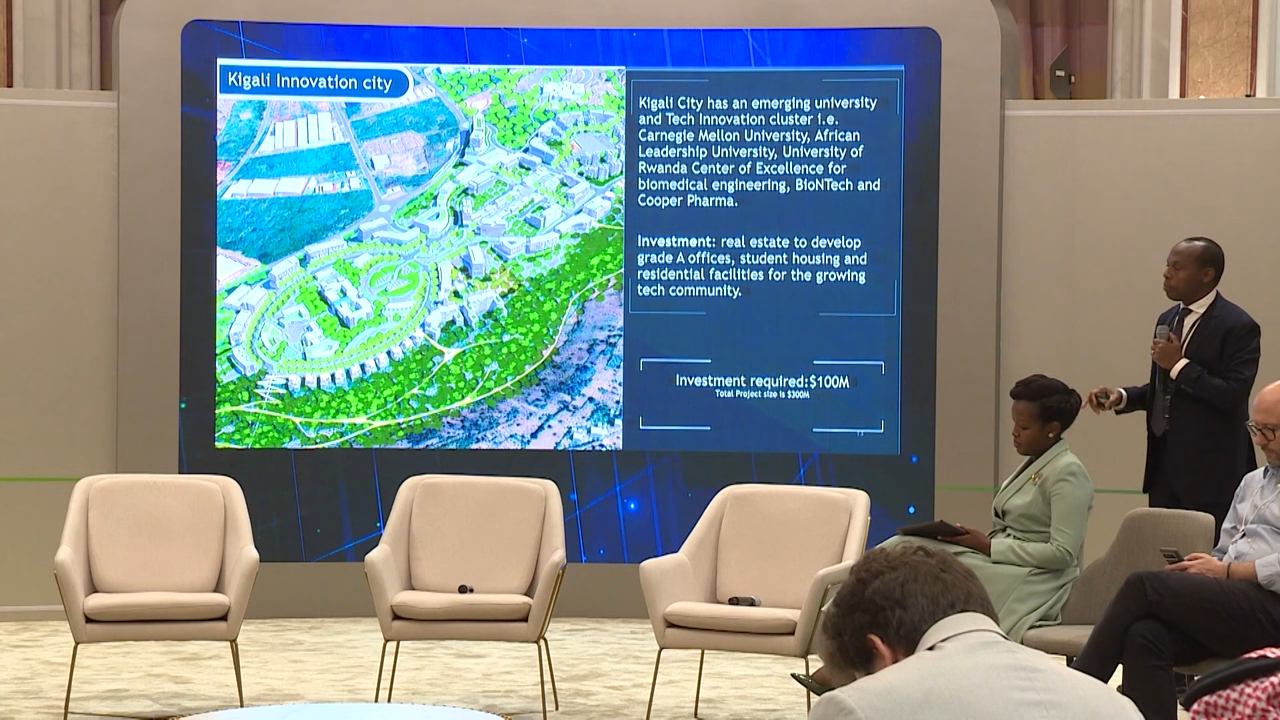 Kigali Innovation city
Kigali City has an emerging university
and Tech Innovation cluster i.e.
Carnegie Mellon University, African
Leadership University, University of
Rwanda Center of Excellence for
biomedical engineering, BioNTech and
Cooper Pharma.
Investment: real estate to develop
grade A offices, student housing and
residential facilities for the growing
tech community.
Investment required:$100M
Total Project size is $300M